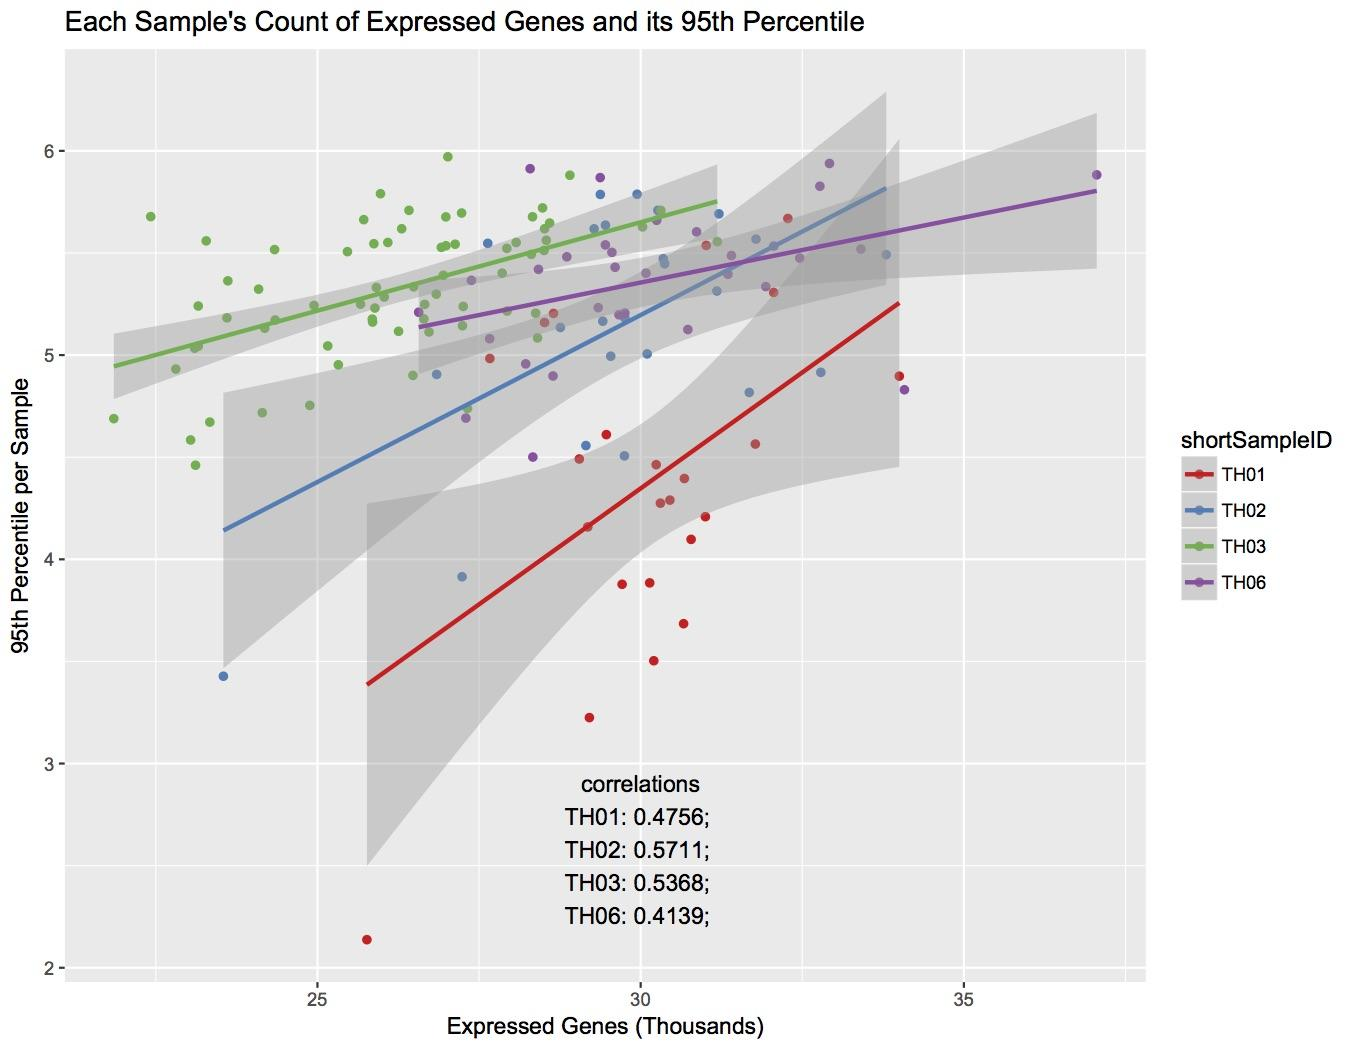 Each Sample's Count of Expressed Genes and its 95th Percentile
6
5
4
3
2
95th Percentile per Sample
25
30
35
Expressed Genes (Thousands)
correlations
TH01: 0.4756;
TH02: 0.5711;
TH03: 0.5368;
TH06: 0.4139;
shortSampleID
TH01
TH02
TH03
TH06